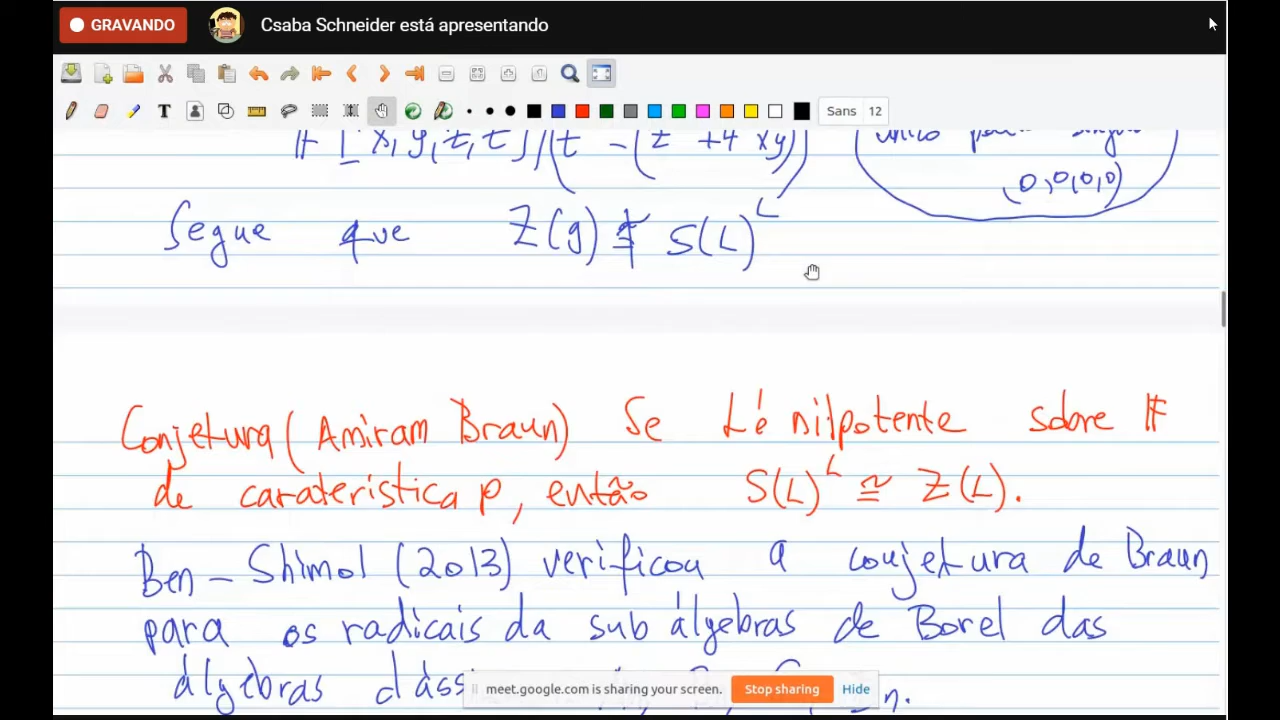 GRAVANDO Csaba Schneider está apresentando
Sans 12
F[x, y, z, t]/(t - (z + 4xy))
(0,0,0,0)
Segue que Z(g) ≇ S(L)^L
Conjetura (Amiram Braun) Se L é nilpotente sobre F
de caraterística p, então S(L)^L ≅ Z(L).
Ben-Shimol (2013) verificou a conjetura de Braun
para os radicais da subálgebras de Borel das
álgebras
meet.google.com is sharing your screen. Stop sharing Hide